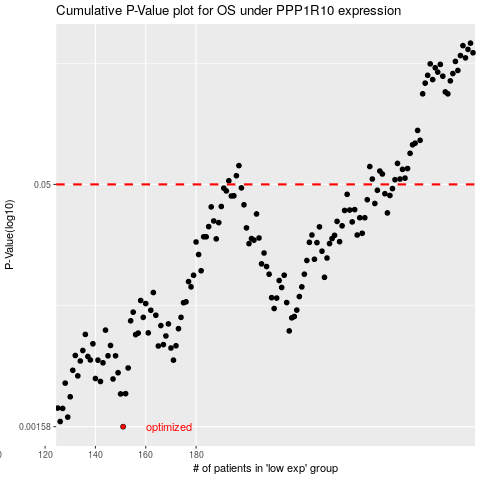 Cumulative P-Value plot for OS under PPP1R10 expression
P-Value(log10)
0.05
0.00158
optimized
0 120 140 160 180
# of patients in 'low exp' group